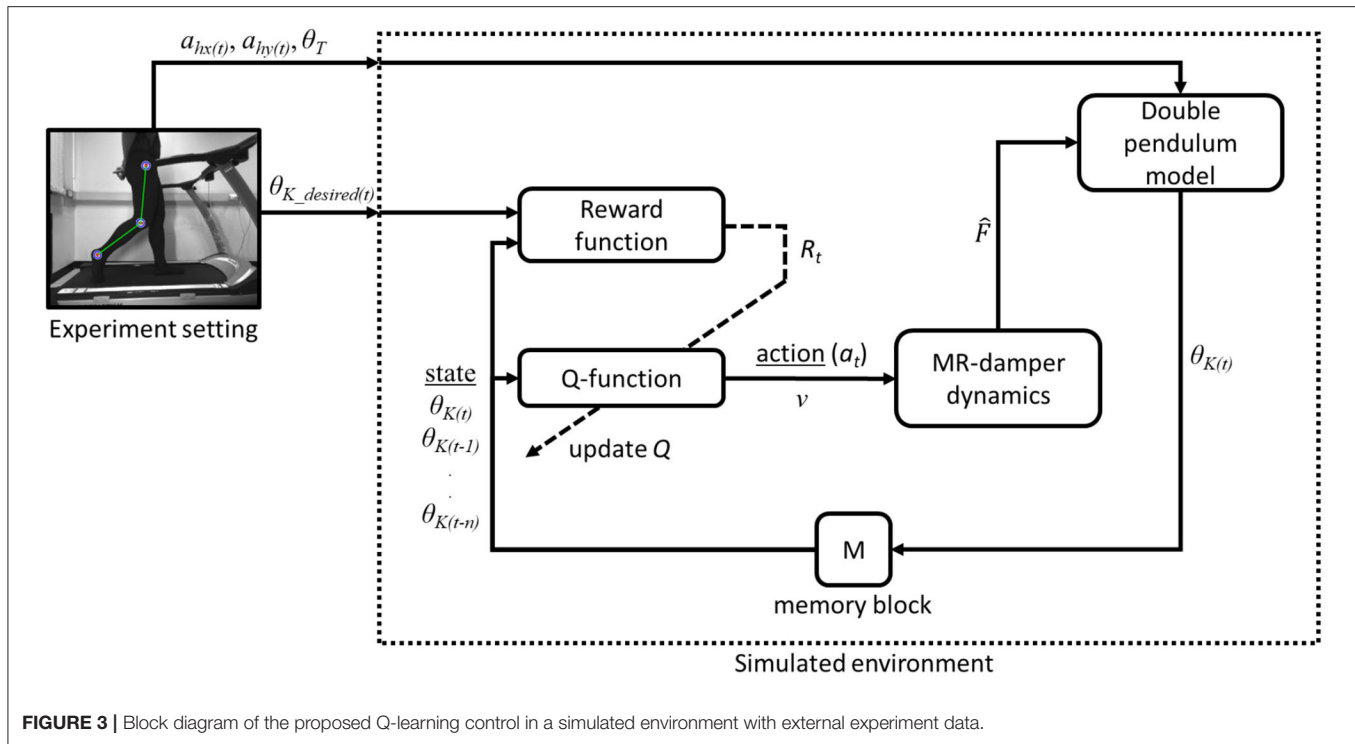 a_hx(t), a_hy(t), θ_T
Double
pendulum
model
θ_K_desired(t)
Reward
function
R_t
F̂
Experiment setting
state
θ_K(t)
θ_K(t-1)
.
.
θ_K(t-n)
Q-function
action (a_t)
v
MR-damper
dynamics
θ_K(t)
update Q
M
memory block
Simulated environment
FIGURE 3 | Block diagram of the proposed Q-learning control in a simulated environment with external experiment data.